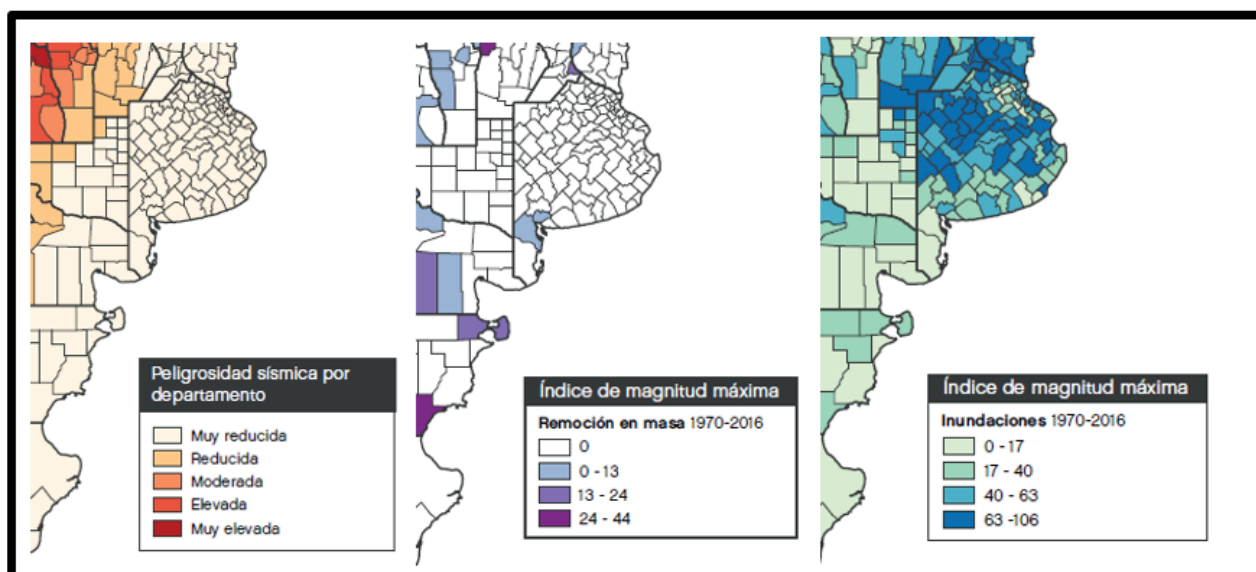 Peligrosidad sísmica por
departamento
Muy reducida
Reducida
Moderada
Elevada
Muy elevada
Índice de magnitud máxima
Remoción en masa 1970-2016
0
0 - 13
13 - 24
24 - 44
Índice de magnitud máxima
Inundaciones 1970-2016
0 - 17
17 - 40
40 - 63
63 -106